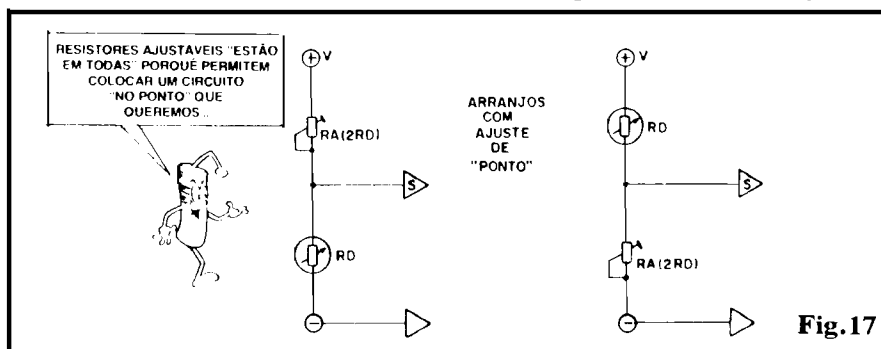 RESISTORES AJUSTÁVEIS "ESTÃO
EM TODAS" PORQUÊ PERMITEM
COLOCAR UM CIRCUITO
"NO PONTO" QUE
QUEREMOS...
+ V
RA(2RD)
S
RD
-
ARRANJOS
COM
AJUSTE
DE
"PONTO"
+ V
RD
S
RA(2RD)
-
Fig.17